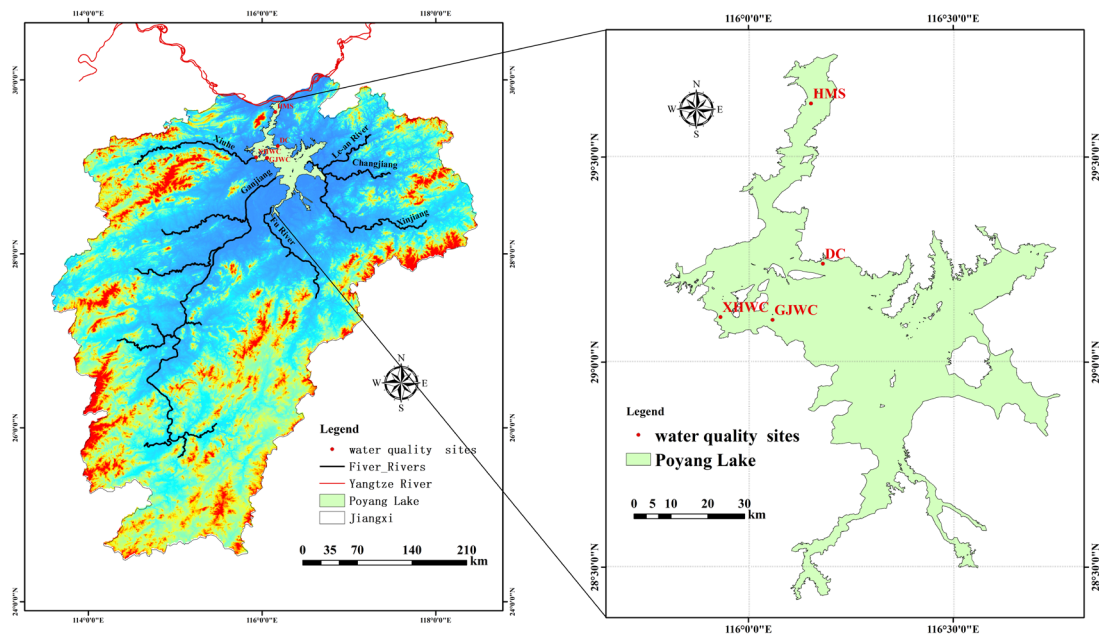 114°0'0"E 116°0'0"E 118°0'0"E
30°0'0"N
28°0'0"N
26°0'0"N
24°0'0"N
HMS
DC
XHWC
GJWC
Xiuhe
Le-an River
Changjiang
Ganjiang
Xinjiang
Fu River
N
W E
S
Legend
water quality sites
Fiver_Rivers
Yangtze River
Poyang Lake
Jiangxi
0 35 70 140 210
km
114°0'0"E 116°0'0"E 118°0'0"E
30°0'0"N
28°0'0"N
26°0'0"N
24°0'0"N
116°0'0"E 116°30'0"E
29°30'0"N
29°0'0"N
28°30'0"N
N
W E
S
HMS
DC
XHWC
GJWC
Legend
water quality sites
Poyang Lake
0 5 10 20 30
km
29°30'0"N
29°0'0"N
28°30'0"N
116°0'0"E 116°30'0"E